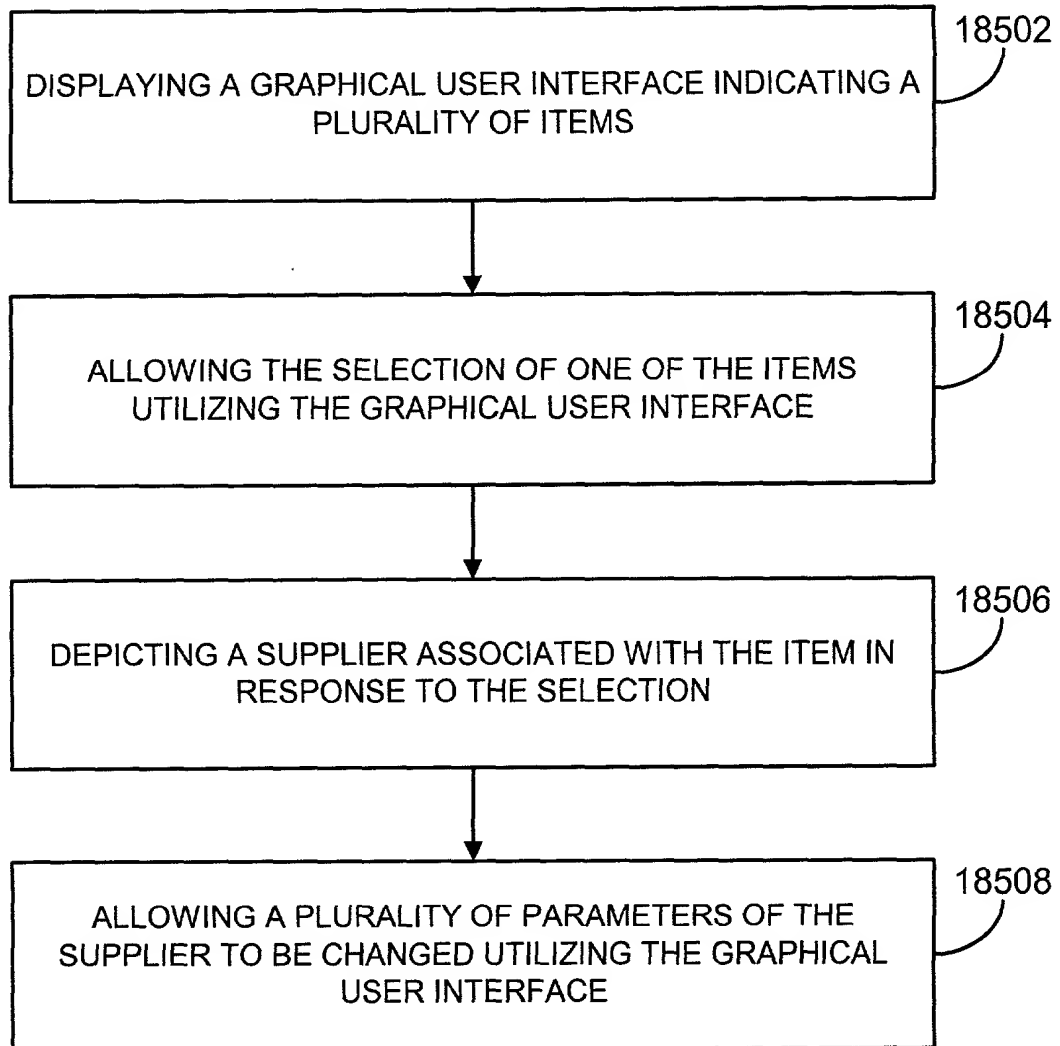 18502
DISPLAYING A GRAPHICAL USER INTERFACE INDICATING A
PLURALITY OF ITEMS
18504
ALLOWING THE SELECTION OF ONE OF THE ITEMS
UTILIZING THE GRAPHICAL USER INTERFACE
18506
DEPICTING A SUPPLIER ASSOCIATED WITH THE ITEM IN
RESPONSE TO THE SELECTION
18508
ALLOWING A PLURALITY OF PARAMETERS OF THE
SUPPLIER TO BE CHANGED UTILIZING THE GRAPHICAL
USER INTERFACE